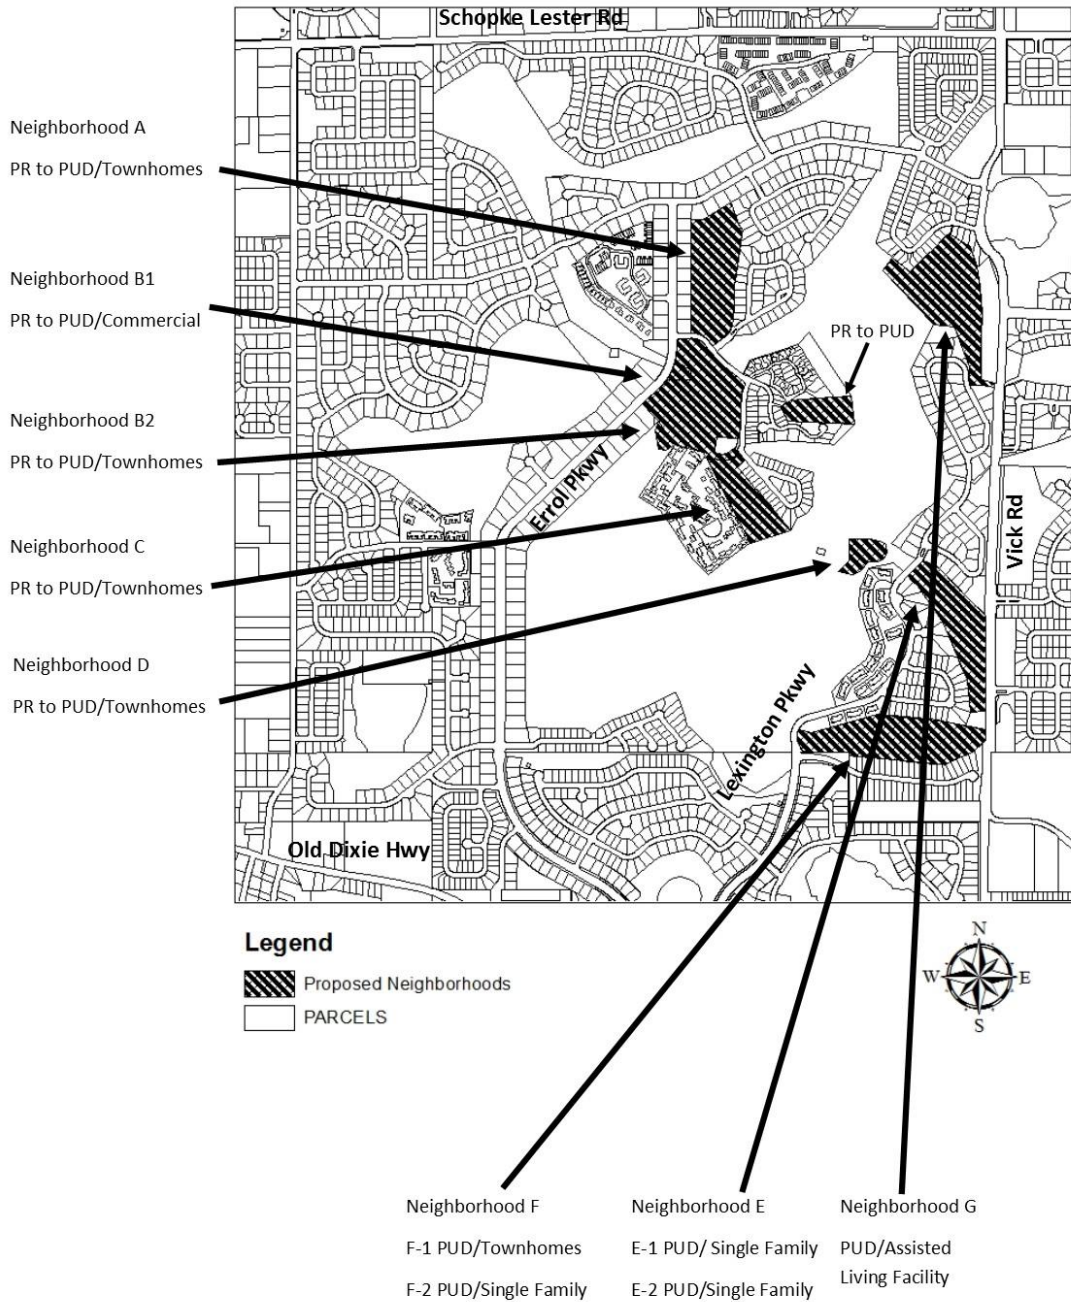 Schopke Lester Rd
Neighborhood A
PR to PUD/Townhomes
Neighborhood B1
PR to PUD/Commercial
PR to PUD
Neighborhood B2
PR to PUD/Townhomes
Errol Pkwy
Vick Rd
Neighborhood C
PR to PUD/Townhomes
Neighborhood D
PR to PUD/Townhomes
Lexington Pkwy
Old Dixie Hwy
Legend
Proposed Neighborhoods
PARCELS
N
W
E
S
Neighborhood F
F-1 PUD/Townhomes
F-2 PUD/Single Family
Neighborhood E
E-1 PUD/ Single Family
E-2 PUD/Single Family
Neighborhood G
PUD/Assisted
Living Facility